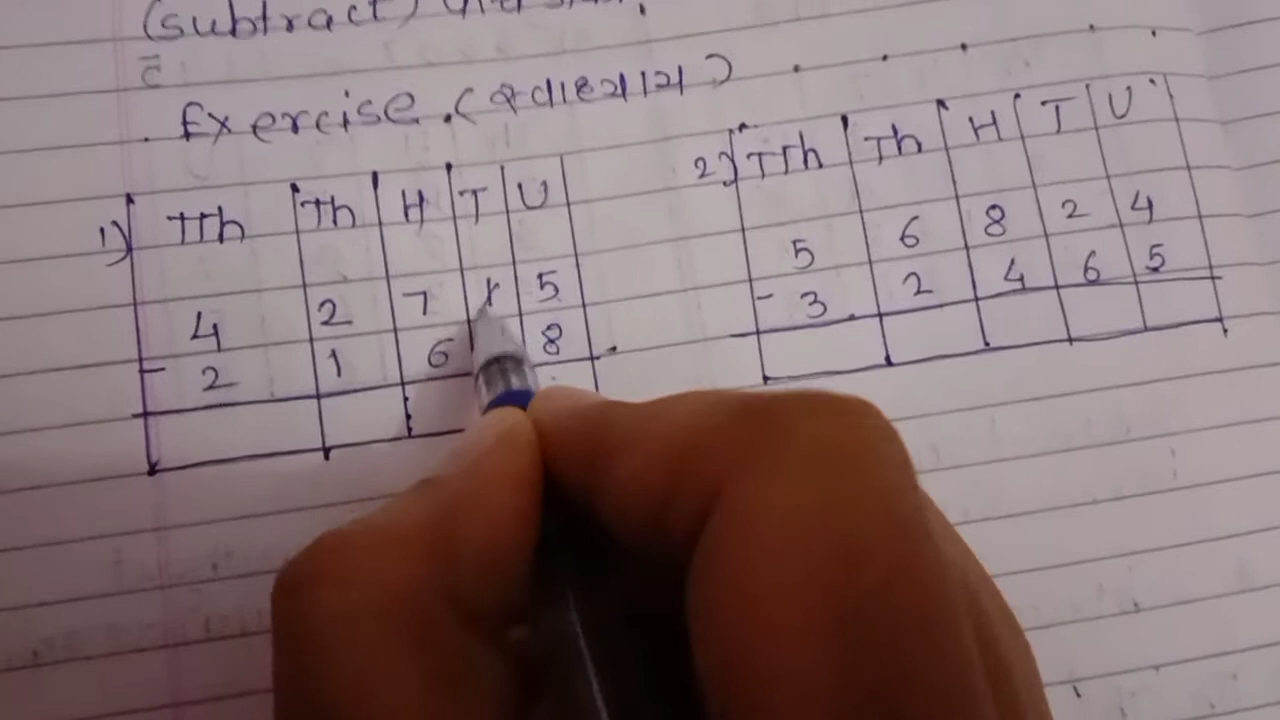 (subtract)
Exercise. (स्वाध्याय)
1) TTh Th H T U
4 2 7 5
- 2 1 6 8
2) TTh Th H T U
5 6 8 2 4
- 3 2 4 6 5